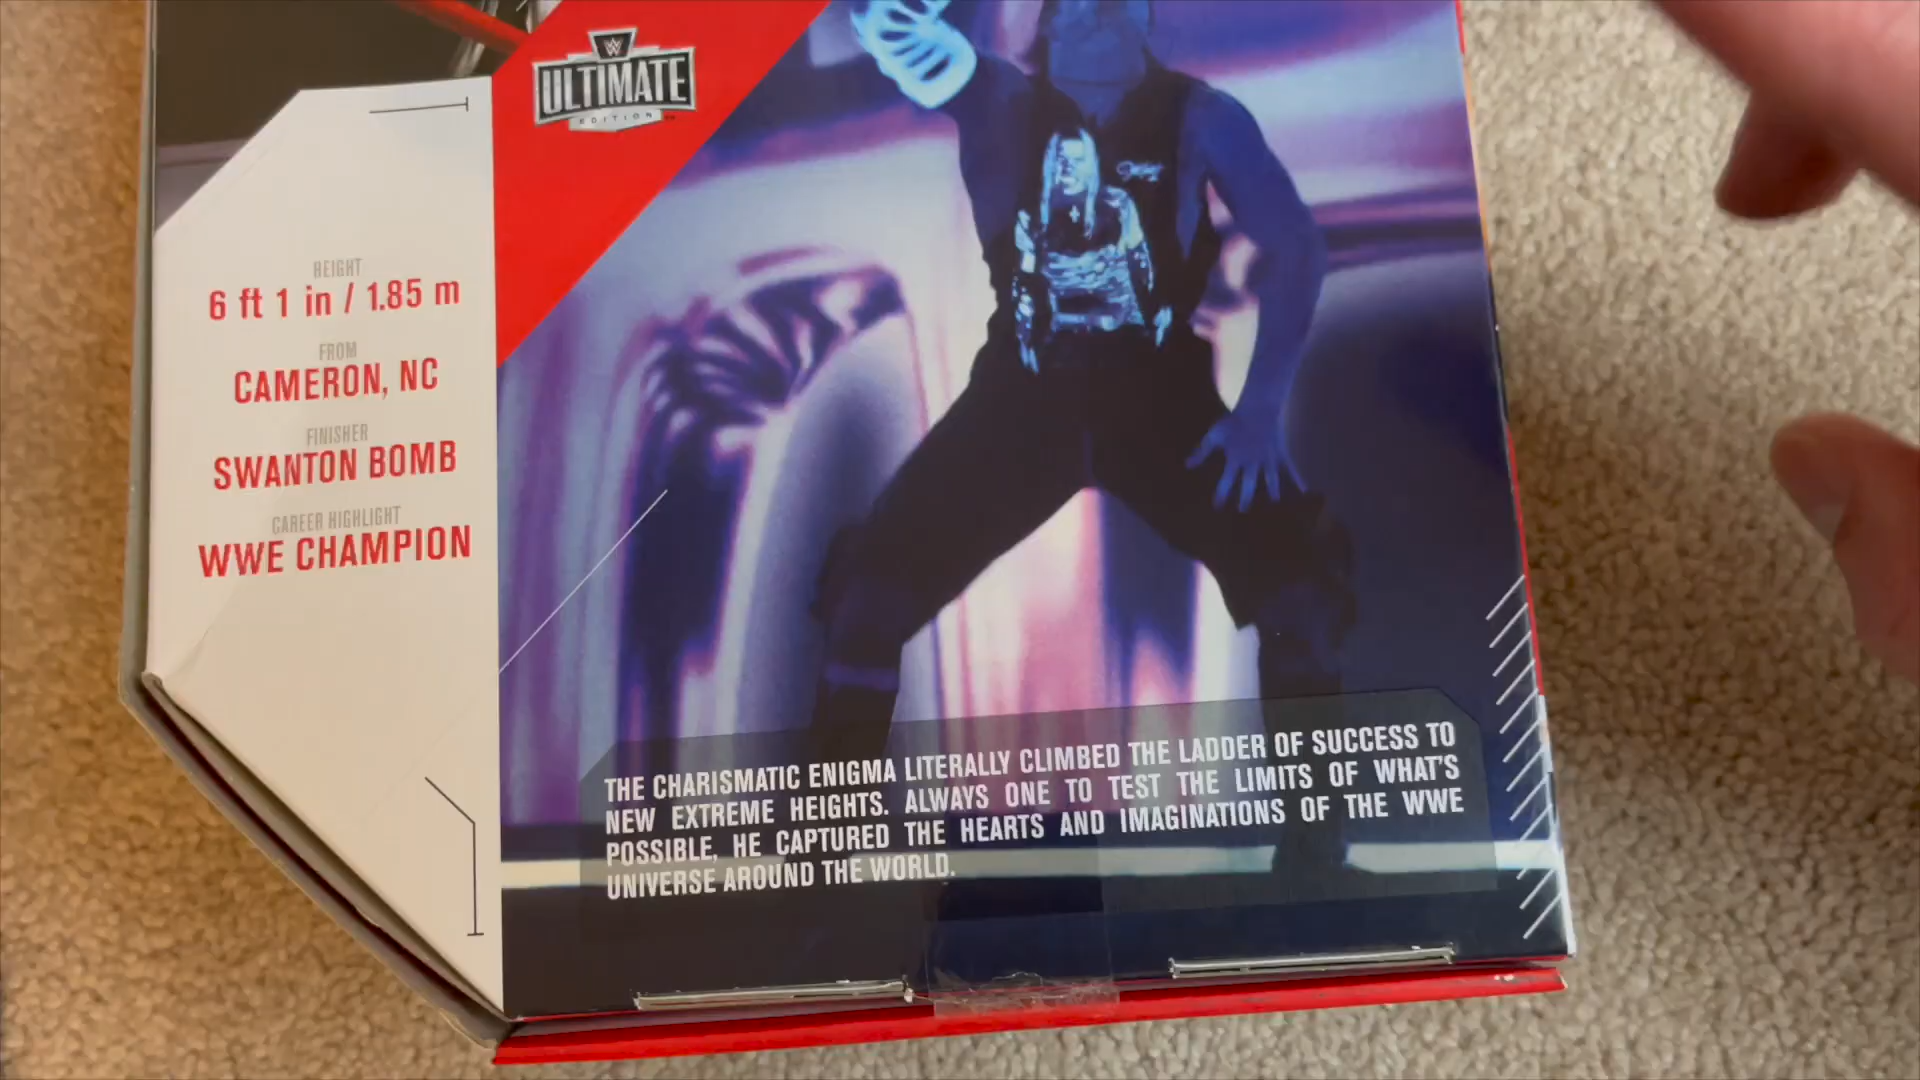 W
ULTIMATE
EDITION
HEIGHT
6 ft 1 in / 1.85 m
FROM
CAMERON, NC
FINISHER
SWANTON BOMB
CAREER HIGHLIGHT
WWE CHAMPION
THE CHARISMATIC ENIGMA LITERALLY CLIMBED THE LADDER OF SUCCESS TO
NEW EXTREME HEIGHTS. ALWAYS ONE TO TEST THE LIMITS OF WHAT'S
POSSIBLE, HE CAPTURED THE HEARTS AND IMAGINATIONS OF THE WWE
UNIVERSE AROUND THE WORLD.